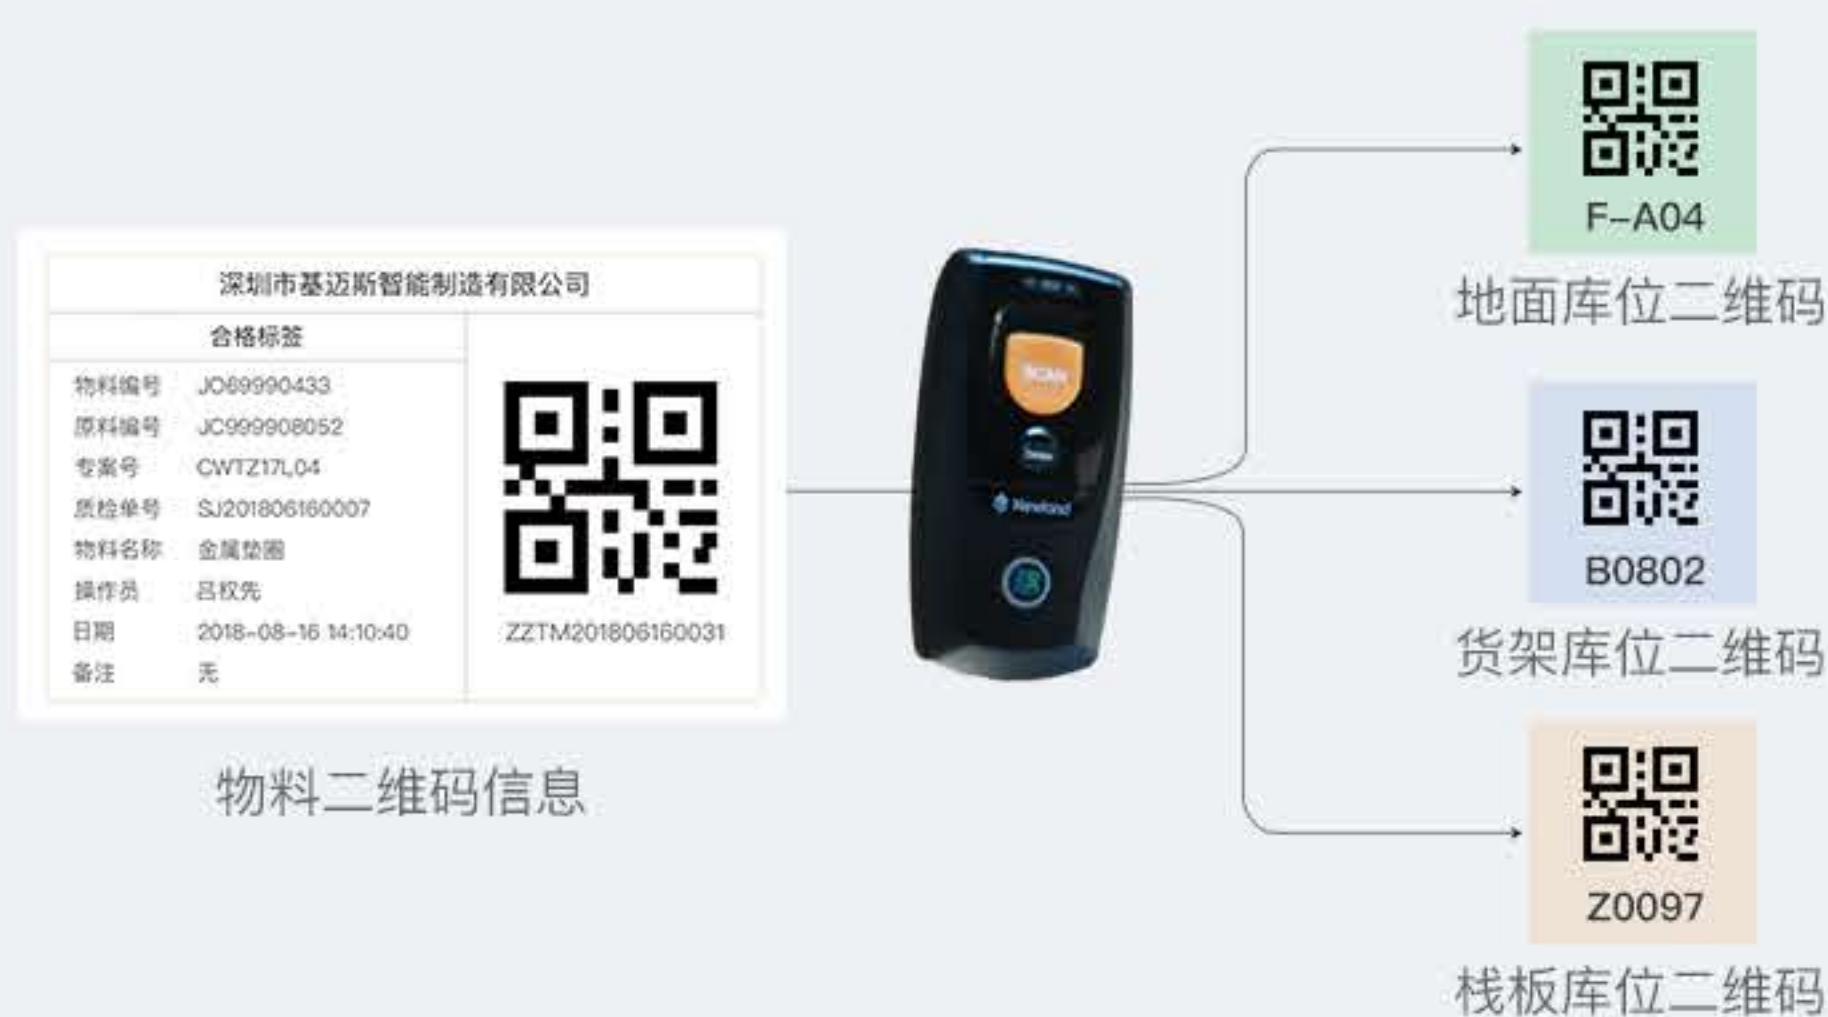 深圳市基迈斯智能制造有限公司
合格标签
物料编号 JO69990433
原料编号 JC999908052
专案号 CWTZ17L04
质检单号 SJ201806160007
物料名称 金属垫圈
操作员 吕权先
日期 2018-08-16 14:10:40
备注 无
ZZTM201806160031
物料二维码信息
SCAN
Newland
F-A04
地面库位二维码
B0802
货架库位二维码
Z0097
栈板库位二维码